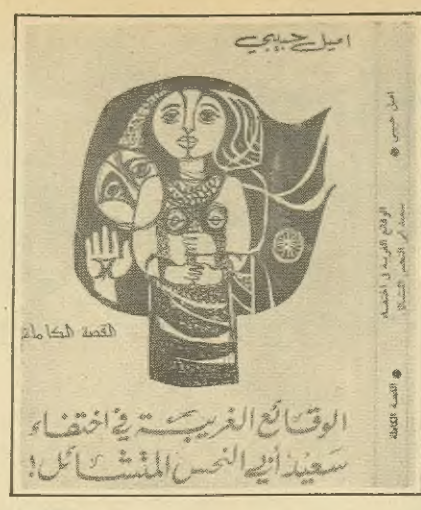 اميل حبيبي
القصة الكاملة
الوقائع الغريبة في اختفاء
سعيد أبي النحس المتشائل!
اميل حبيبي
الوقائع الغريبة في اختفاء
سعيد أبي النحس المتشائل
القصة الكاملة